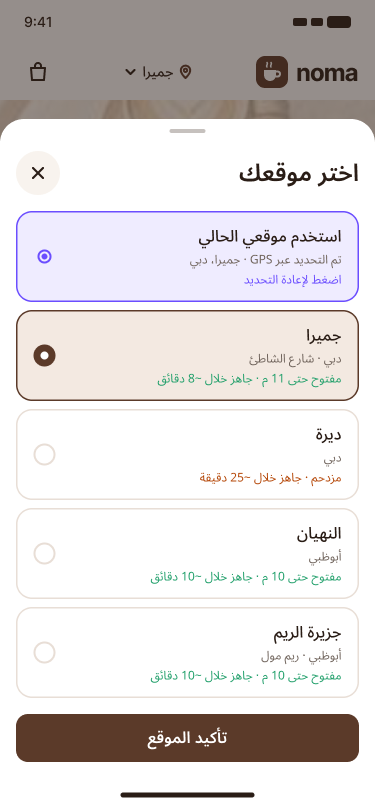 9:41
noma
جميرا
اختر موقعك
استخدم موقعي الحالي
تم التحديد عبر GPS · جميرا، دبي
اضغط لإعادة التحديد
جميرا
دبي · شارع الشاطئ
مفتوح حتى 11 م · جاهز خلال ~8 دقائق
ديرة
دبي
مزدحم · جاهز خلال ~25 دقيقة
النهيان
أبوظبي
مفتوح حتى 10 م · جاهز خلال ~10 دقائق
جزيرة الريم
أبوظبي · ريم مول
مفتوح حتى 10 م · جاهز خلال ~10 دقائق
تأكيد الموقع